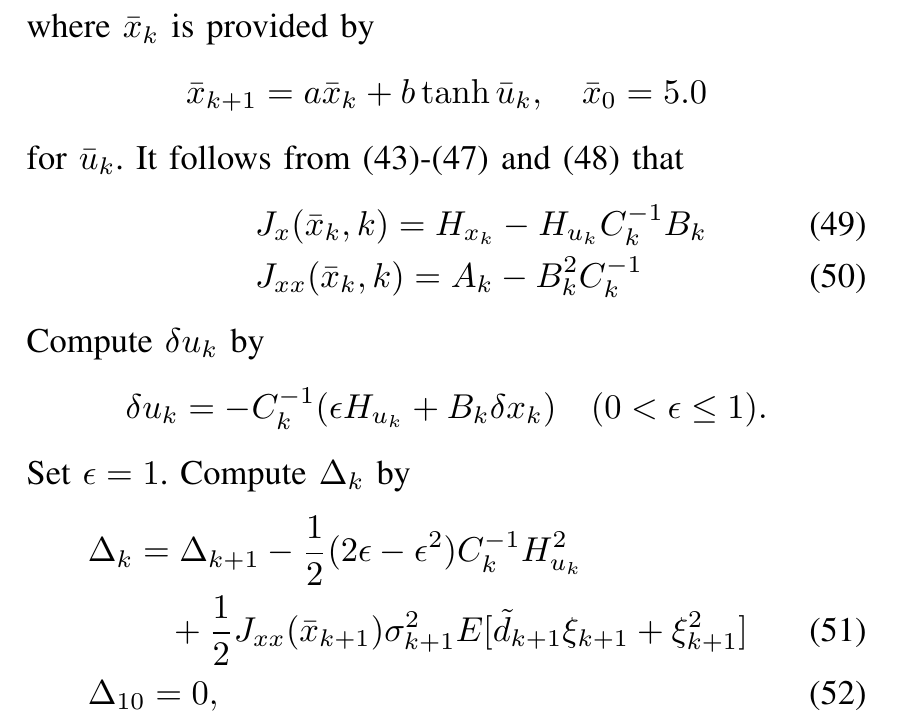 where x̄_k is provided by
x̄_{k+1} = ax̄_k + b tanh ū_k, x̄_0 = 5.0
for ū_k. It follows from (43)-(47) and (48) that
J_x(x̄_k, k) = H_{x_k} − H_{u_k} C_k^{−1} B_k (49)
J_{xx}(x̄_k, k) = A_k − B_k^2 C_k^{−1} (50)
Compute δu_k by
δu_k = −C_k^{−1}(ϵH_{u_k} + B_k δx_k) (0 < ϵ ≤ 1).
Set ϵ = 1. Compute Δ_k by
Δ_k = Δ_{k+1} − \frac{1}{2}(2ϵ − ϵ^2)C_k^{−1} H_{u_k}^2
+ \frac{1}{2}J_{xx}(x̄_{k+1})σ_{k+1}^2 E[d̃_{k+1}ξ_{k+1} + ξ_{k+1}^2] (51)
Δ_{10} = 0, (52)